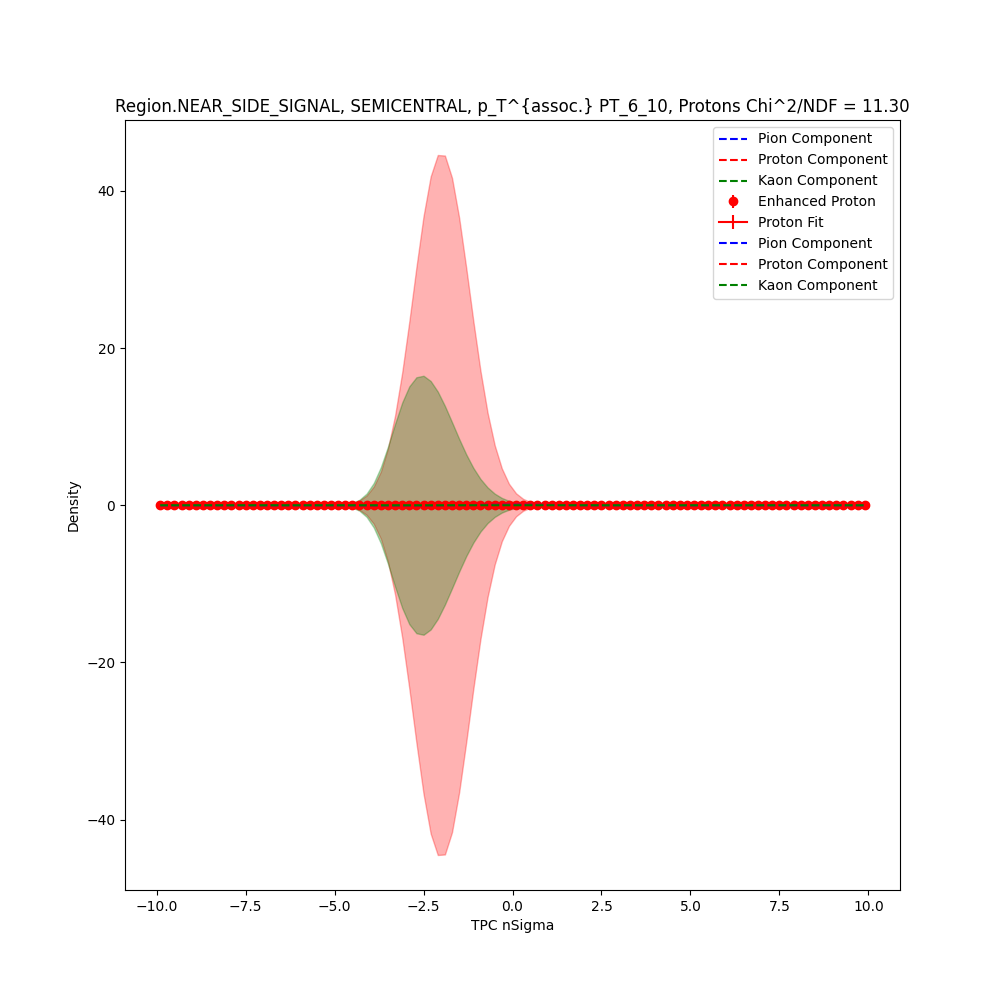 Region.NEAR_SIDE_SIGNAL, SEMICENTRAL, p_T^{assoc.} PT_6_10, Protons Chi^2/NDF = 11.30
Pion Component
Proton Component
Kaon Component
Enhanced Proton
Proton Fit
Pion Component
Proton Component
Kaon Component
40
20
0
−20
−40
Density
−10.0 −7.5 −5.0 −2.5 0.0 2.5 5.0 7.5 10.0
TPC nSigma